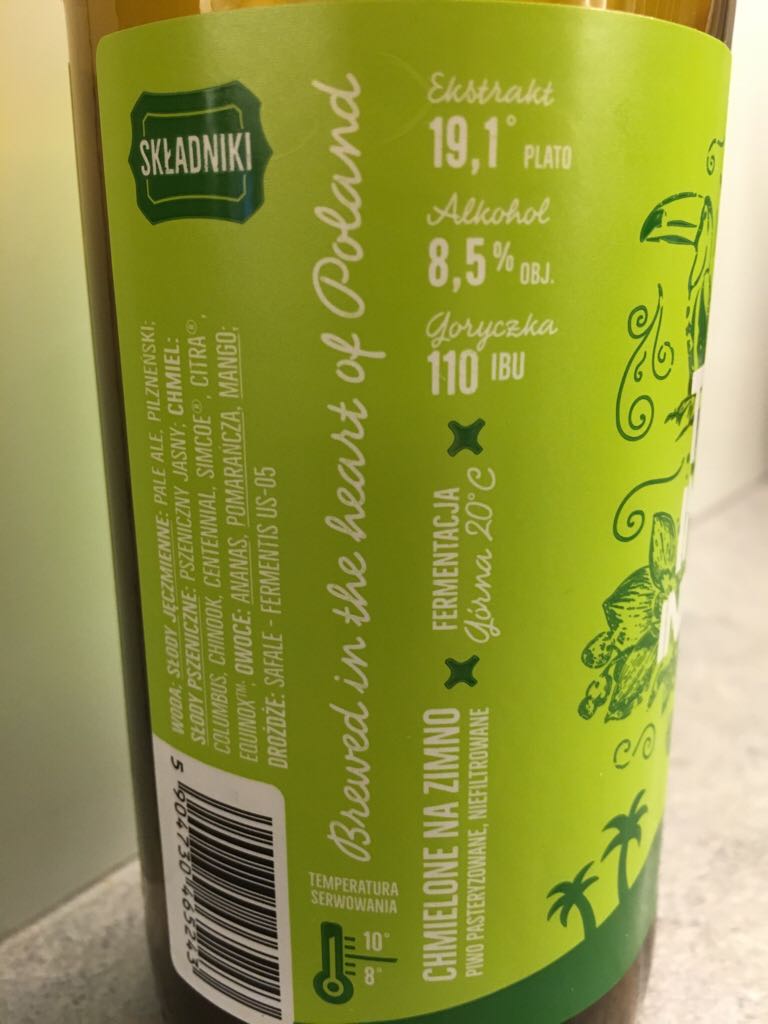 SKŁADNIKI
WODA; SŁODY JĘCZMIENNE: PALE ALE, PILZNEŃSKI;
SŁODY PSZENICZNE: PSZENICZNY JASNY; CHMIEL:
COLUMBUS, CHINOOK, CENTENNIAL, SIMCOE®, CITRA®,
EQUINOX™, OWOCE: ANANAS, POMARAŃCZA, MANGO;
DROŻDŻE: SAFALE - FERMENTIS US-05
Brewed in the heart of Poland
Ekstrakt
19,1° PLATO
Alkohol
8,5% OBJ.
Goryczka
110 IBU
FERMENTACJA
Górna 20°C
CHMIELONE NA ZIMNO
PIWO PASTERYZOWANE, NIEFILTROWANE
TEMPERATURA
SERWOWANIA
10°
8°
5 904730 465243